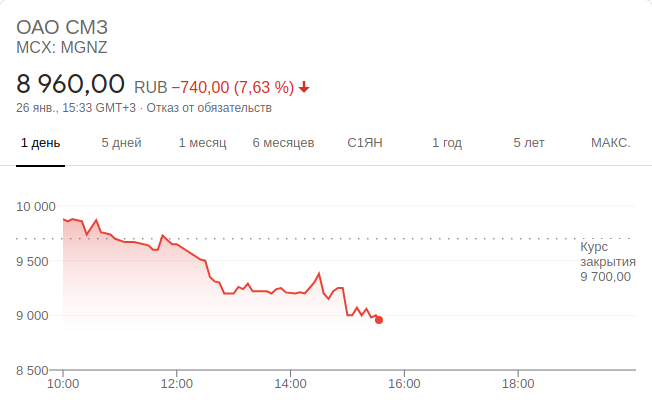 ОАО СМЗ
MCX: MGNZ
8 960,00 RUB −740,00 (7,63 %)
26 янв., 15:33 GMT+3 · Отказ от обязательств
1 день 5 дней 1 месяц 6 месяцев С1ЯН 1 год 5 лет МАКС.
10 000
Курс
закрытия
9 700,00
9 500
9 000
8 500
10:00 12:00 14:00 16:00 18:00